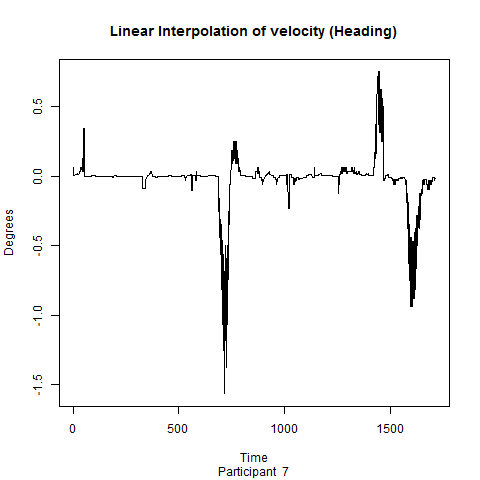 Linear Interpolation of velocity (Heading)
0.5
0.0
-0.5
-1.0
-1.5
Degrees
0 500 1000 1500
Time
Participant 7